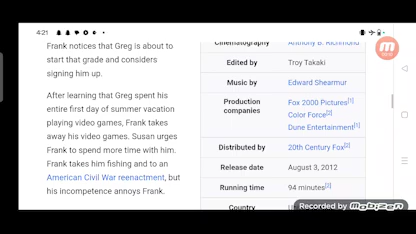 4:21
Frank notices that Greg is about to
start that grade and considers
signing him up.
After learning that Greg spent his
entire first day of summer vacation
playing video games, Frank takes
away his video games. Susan urges
Frank to spend more time with him.
Frank takes him fishing and to an
American Civil War reenactment, but
his incompetence annoys Frank.
Cinematography Anthony B. Richmond
Edited by Troy Takaki
Music by Edward Shearmur
Production
companies
Fox 2000 Pictures[1]
Color Force[2]
Dune Entertainment[1]
Distributed by 20th Century Fox[2]
Release date August 3, 2012
Running time 94 minutes[3]
Country
Recorded by Mobizen